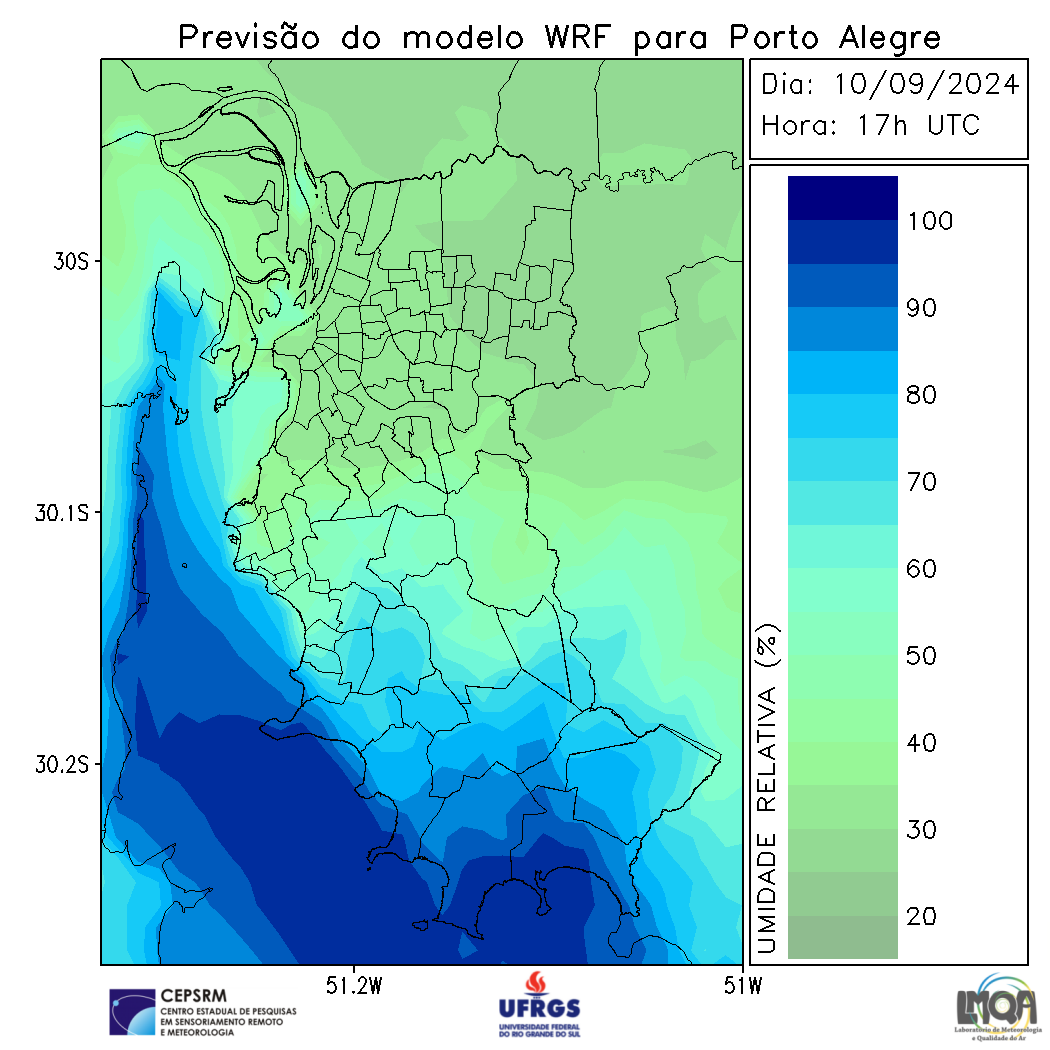 Previsão do modelo WRF para Porto Alegre
Dia: 10/09/2024
Hora: 17h UTC
100
90
80
70
60
50
40
30
20
UMIDADE RELATIVA (%)
30S
30.1S
30.2S
51.2W
51W
CEPSRM
CENTRO ESTADUAL DE PESQUISAS
EM SENSORIAMENTO REMOTO
E METEOROLOGIA
UFRGS
UNIVERSIDADE FEDERAL
DO RIO GRANDE DO SUL
LMQA
Laboratório de Meteorologia
e Qualidade do Ar